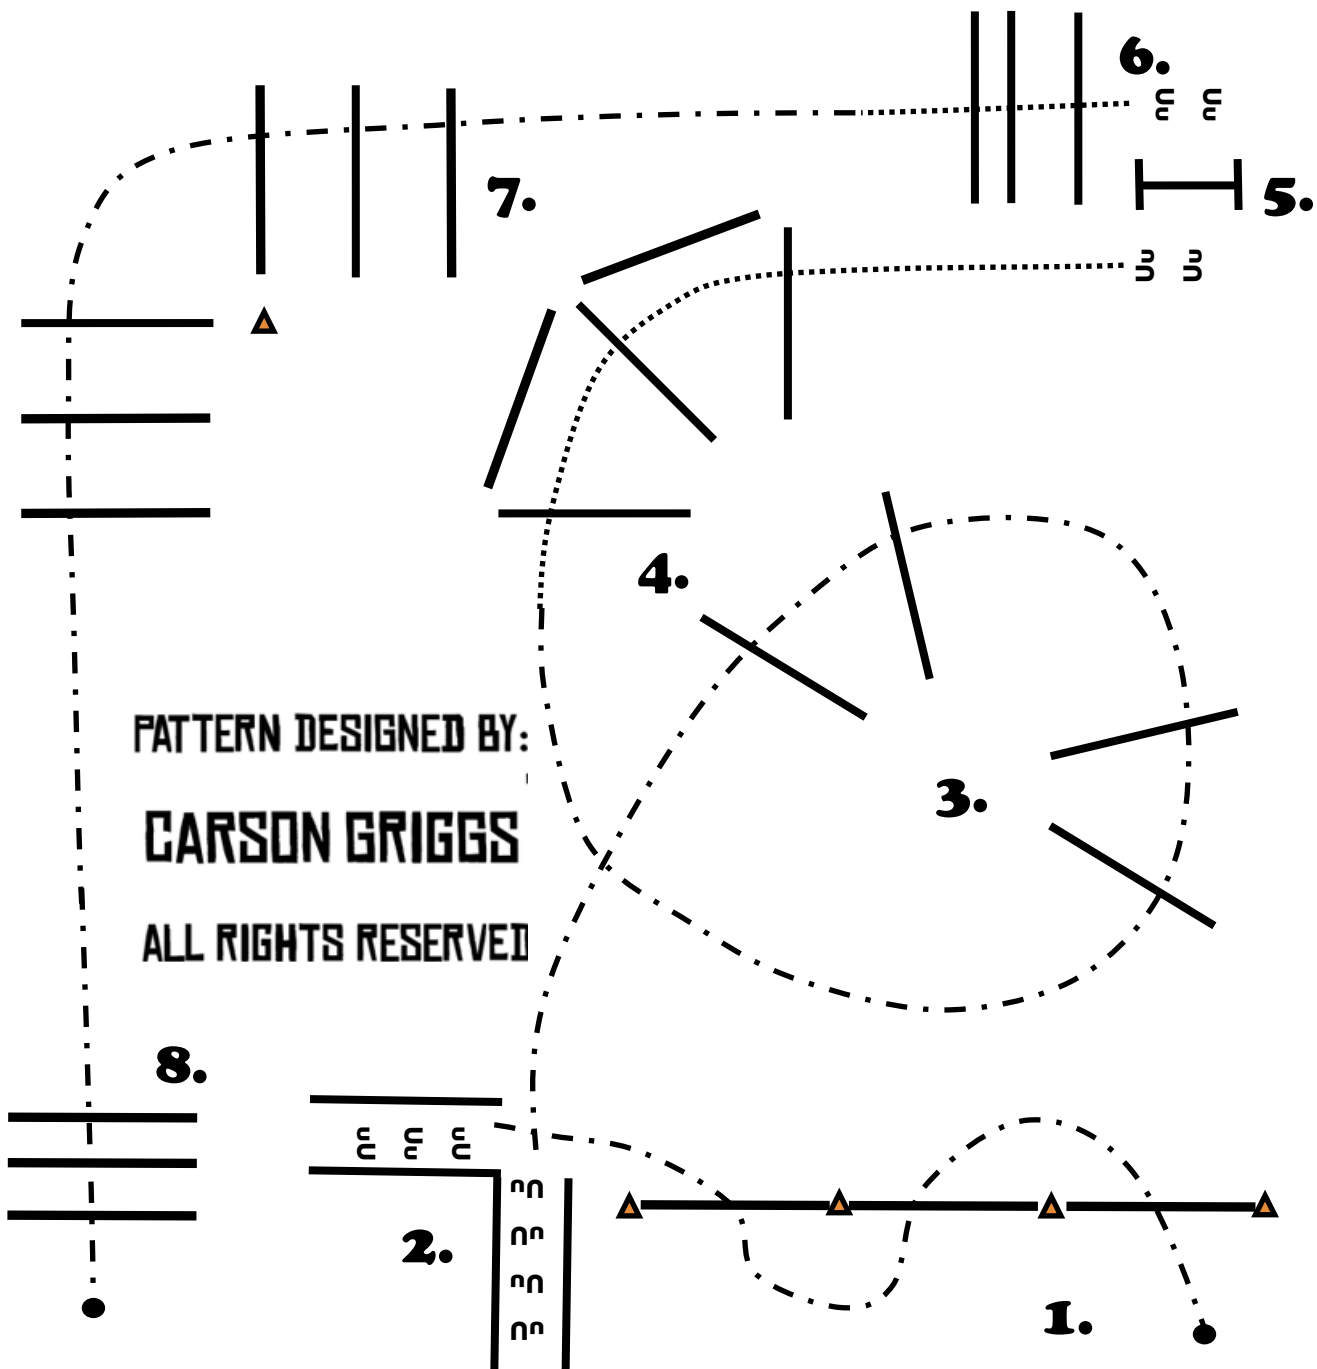 6.
5.
7.
4.
PATTERN DESIGNED BY:
3.
CARSON GRIGGS
ALL RIGHTS RESERVED
8.
2.
1.